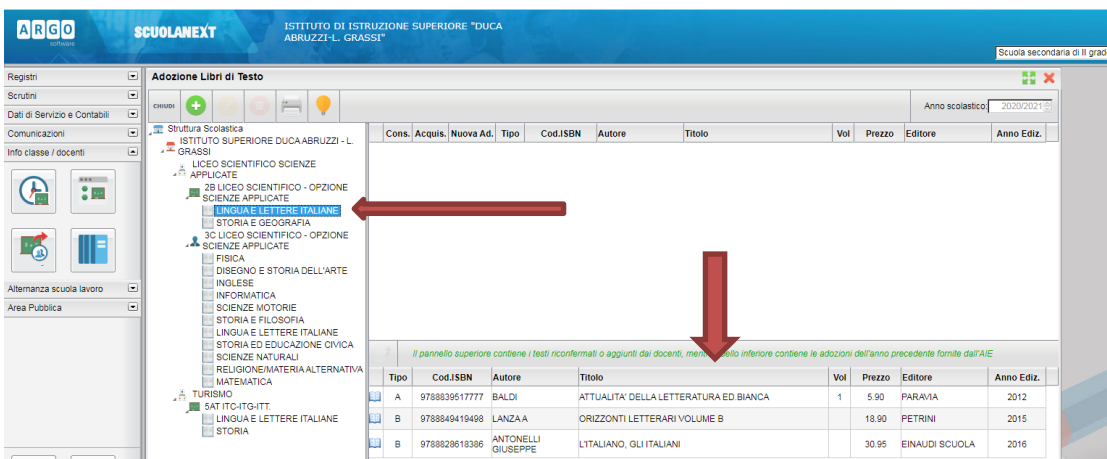 ARGO
software
SCUOLANEXT
ISTITUTO DI ISTRUZIONE SUPERIORE "DUCA
ABRUZZI-L. GRASSI"
Scuola secondaria di II grad
Registri
Scrutini
Dati di Servizio e Contabili
Comunicazioni
Info classe / docenti
Alternanza scuola lavoro
Area Pubblica
Adozione Libri di Testo
CHIUDI
Anno scolastico: 2020/2021
Struttura Scolastica
ISTITUTO SUPERIORE DUCA ABRUZZI - L.
GRASSI
LICEO SCIENTIFICO SCIENZE
APPLICATE
2B LICEO SCIENTIFICO - OPZIONE
SCIENZE APPLICATE
LINGUA E LETTERE ITALIANE
STORIA E GEOGRAFIA
3C LICEO SCIENTIFICO - OPZIONE
SCIENZE APPLICATE
FISICA
DISEGNO E STORIA DELL'ARTE
INGLESE
INFORMATICA
SCIENZE MOTORIE
STORIA E FILOSOFIA
LINGUA E LETTERE ITALIANE
STORIA ED EDUCAZIONE CIVICA
SCIENZE NATURALI
RELIGIONE/MATERIA ALTERNATIVA
MATEMATICA
TURISMO
5AT ITC-ITG-ITT.
LINGUA E LETTERE ITALIANE
STORIA
Cons. Acquis. Nuova Ad. Tipo Cod.ISBN Autore Titolo Vol Prezzo Editore Anno Ediz.
Il pannello superiore contiene i testi riconfermati o aggiunti dai docenti, inferiore contiene le adozioni dell'anno precedente fornite dall'AIE
Tipo Cod.ISBN Autore Titolo Vol Prezzo Editore Anno Ediz.
A 9788839517777 BALDI ATTUALITA' DELLA LETTERATURA ED.BIANCA 1 5.90 PARAVIA 2012
B 9788849419498 LANZA A ORIZZONTI LETTERARI VOLUME B 18.90 PETRINI 2015
B 9788828618386 ANTONELLI GIUSEPPE L'ITALIANO, GLI ITALIANI 30.95 EINAUDI SCUOLA 2016